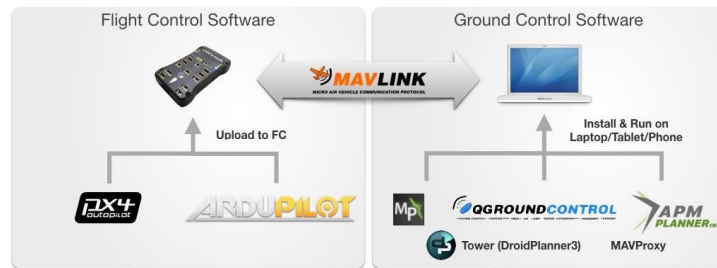 Flight Control Software
Ground Control Software
MAVLINK
MICRO AIR VEHICLE COMMUNICATION PROTOCOL
Upload to FC
Install & Run on
Laptop/Tablet/Phone
px4
autopilot
ARDUPILOT
Mp
QGROUNDCONTROL
APM
PLANNER
Tower (DroidPlanner3)
MAVProxy